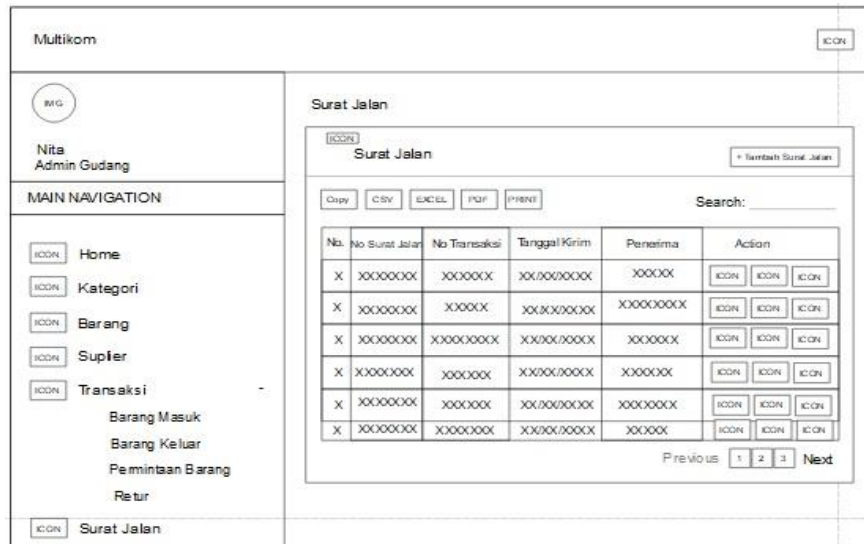 Multikom
ICON
IMG
Nita
Admin Gudang
MAIN NAVIGATION
ICON Home
ICON Kategori
ICON Barang
ICON Suplier
ICON Transaksi -
Barang Masuk
Barang Keluar
Permintaan Barang
Retur
ICON Surat Jalan
Surat Jalan
ICON
Surat Jalan
+ Tambah Surat Jalan
Copy CSV EXCEL PDF PRINT Search:
No. No Surat Jalan No Transaksi Tanggal Kirim Penerima Action
X XXXXXXX XXXXXX XX/XX/XXXX XXXXX ICON ICON ICON
X XXXXXXX XXXXX XX/XX/XXXX XXXXXXXX ICON ICON ICON
X XXXXXXX XXXXXXXX XX/XX/XXXX XXXXXX ICON ICON ICON
X XXXXXXX XXXXXX XX/XX/XXXX XXXXXX ICON ICON ICON
X XXXXXXX XXXXXX XX/XX/XXXX XXXXXXX ICON ICON ICON
X XXXXXXX XXXXXXX XX/XX/XXXX XXXXX ICON ICON ICON
Previous 1 2 3 Next